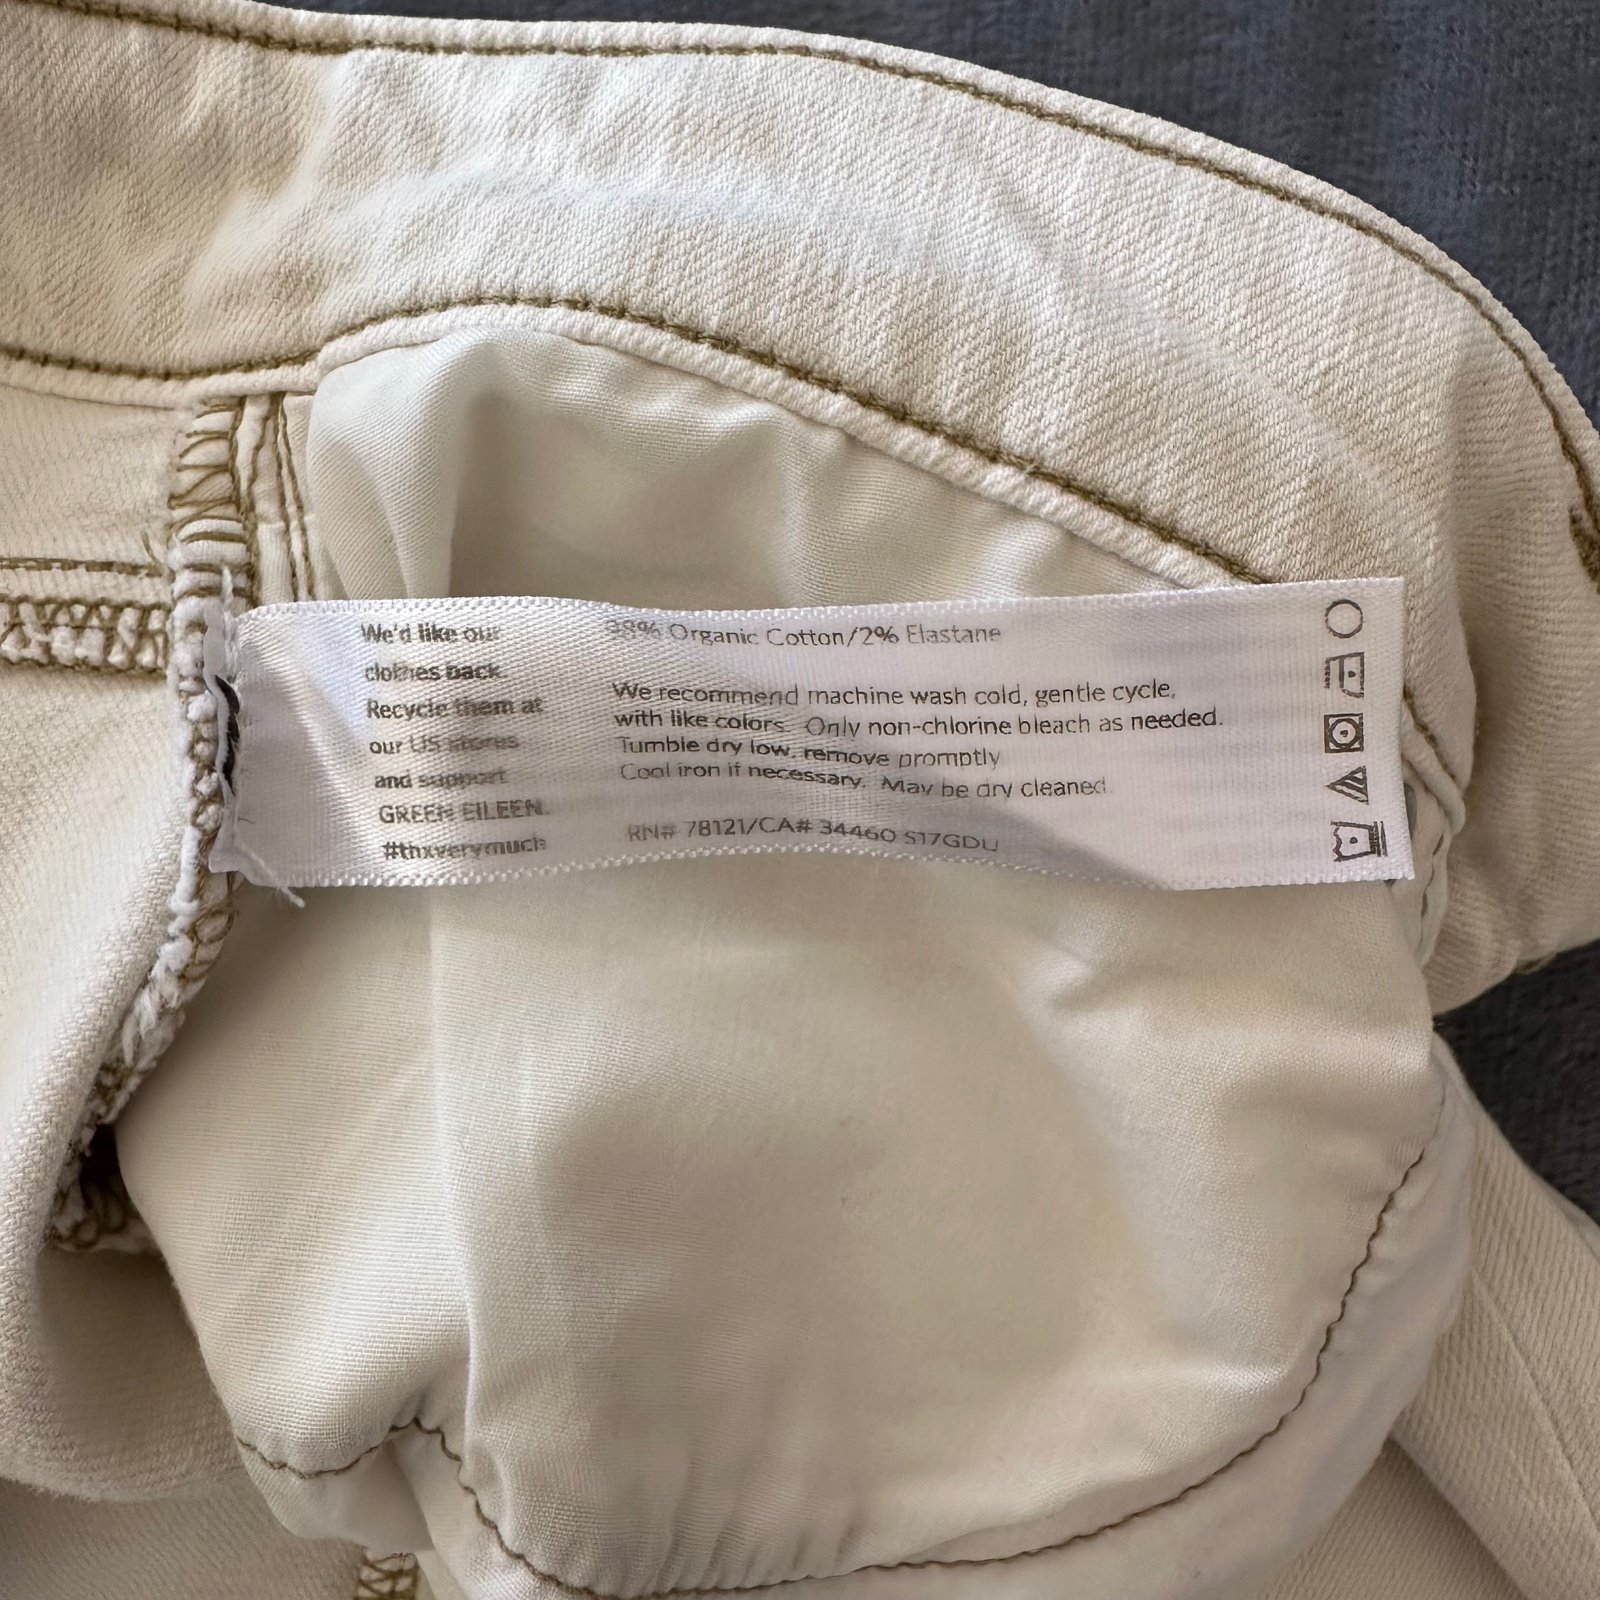 We'd like our
clothes back.
Recycle them at
our US stores
and support
GREEN EILEEN.
#thxverymuch
98% Organic Cotton/2% Elastane
We recommend machine wash cold, gentle cycle,
with like colors. Only non-chlorine bleach as needed.
Tumble dry low, remove promptly
Cool iron if necessary. May be dry cleaned
RN# 78121/CA# 34460 S17GDU